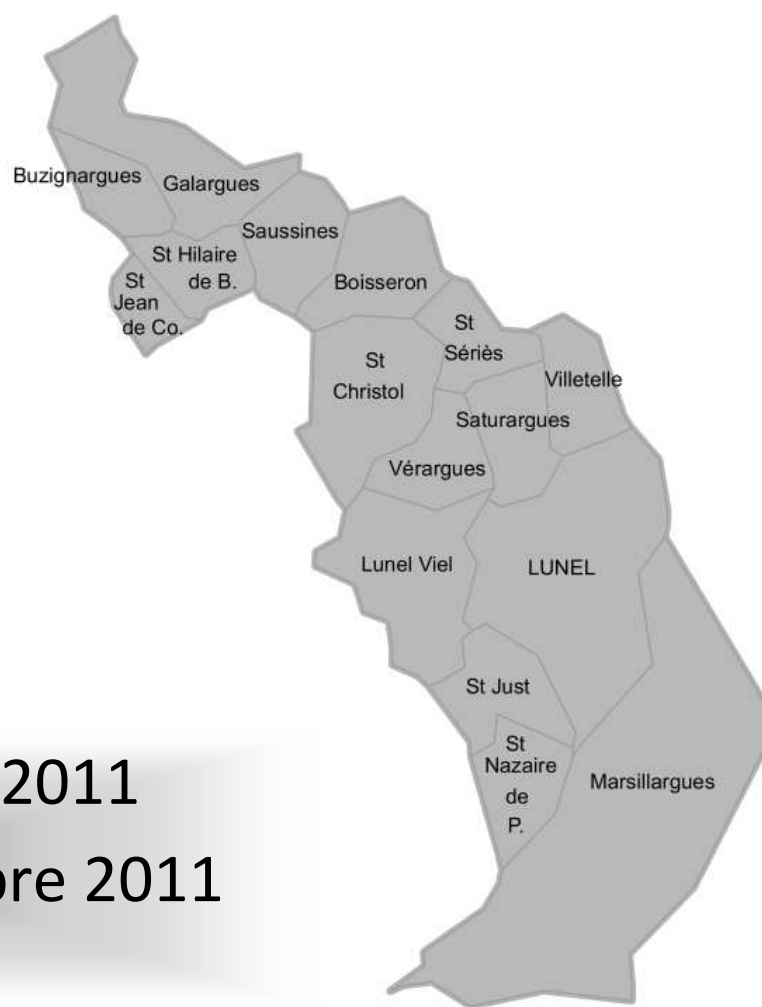 Buzignargues
Galargues
Saussines
St Hilaire
de B.
St
Jean
de Co.
Boisseron
St
Sériès
St
Christol
Villetelle
Saturargues
Vérargues
Lunel Viel
LUNEL
St Just
St
Nazaire
de
P.
Marsillargues
2011
bre 2011